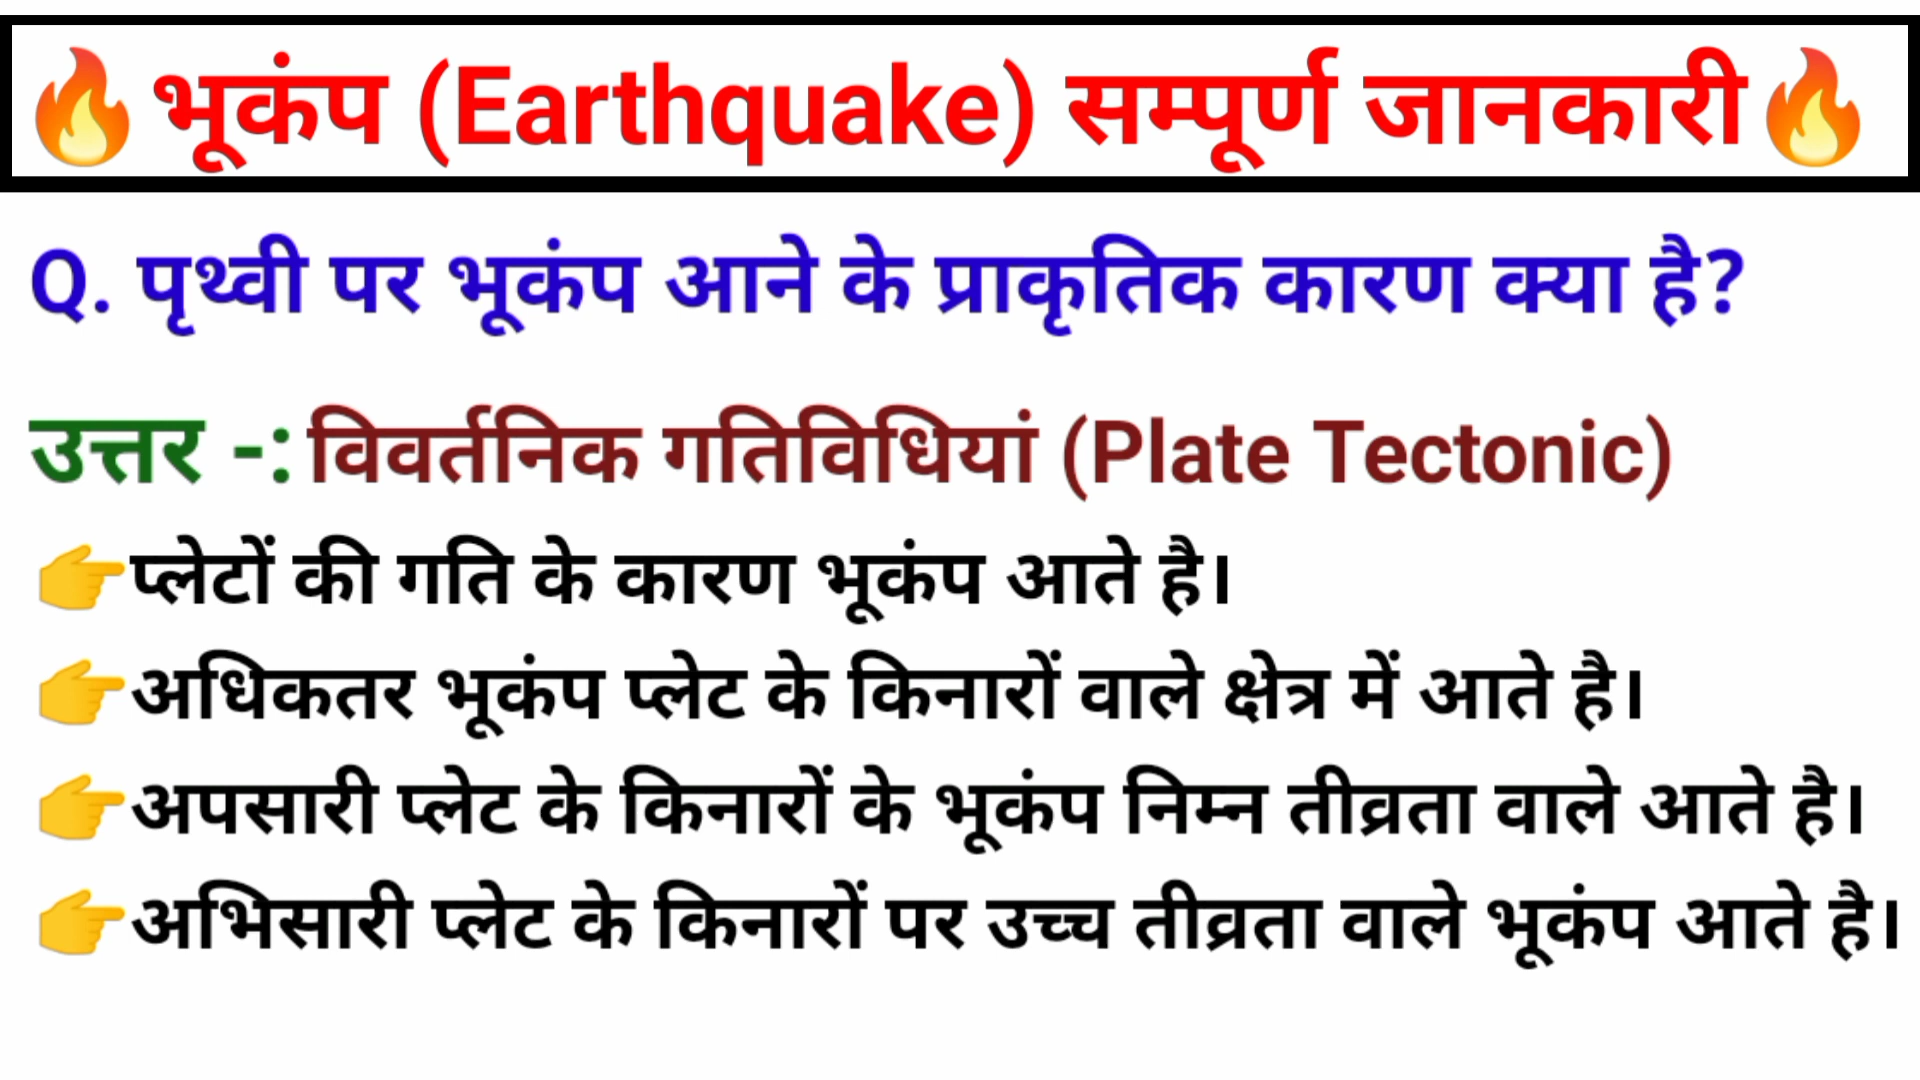 🔥भूकंप (Earthquake) सम्पूर्ण जानकारी🔥
Q. पृथ्वी पर भूकंप आने के प्राकृतिक कारण क्या है?
उत्तर -: विवर्तनिक गतिविधियां (Plate Tectonic)
👉प्लेटों की गति के कारण भूकंप आते है।
👉अधिकतर भूकंप प्लेट के किनारों वाले क्षेत्र में आते है।
👉अपसारी प्लेट के किनारों के भूकंप निम्न तीव्रता वाले आते है।
👉अभिसारी प्लेट के किनारों पर उच्च तीव्रता वाले भूकंप आते है।